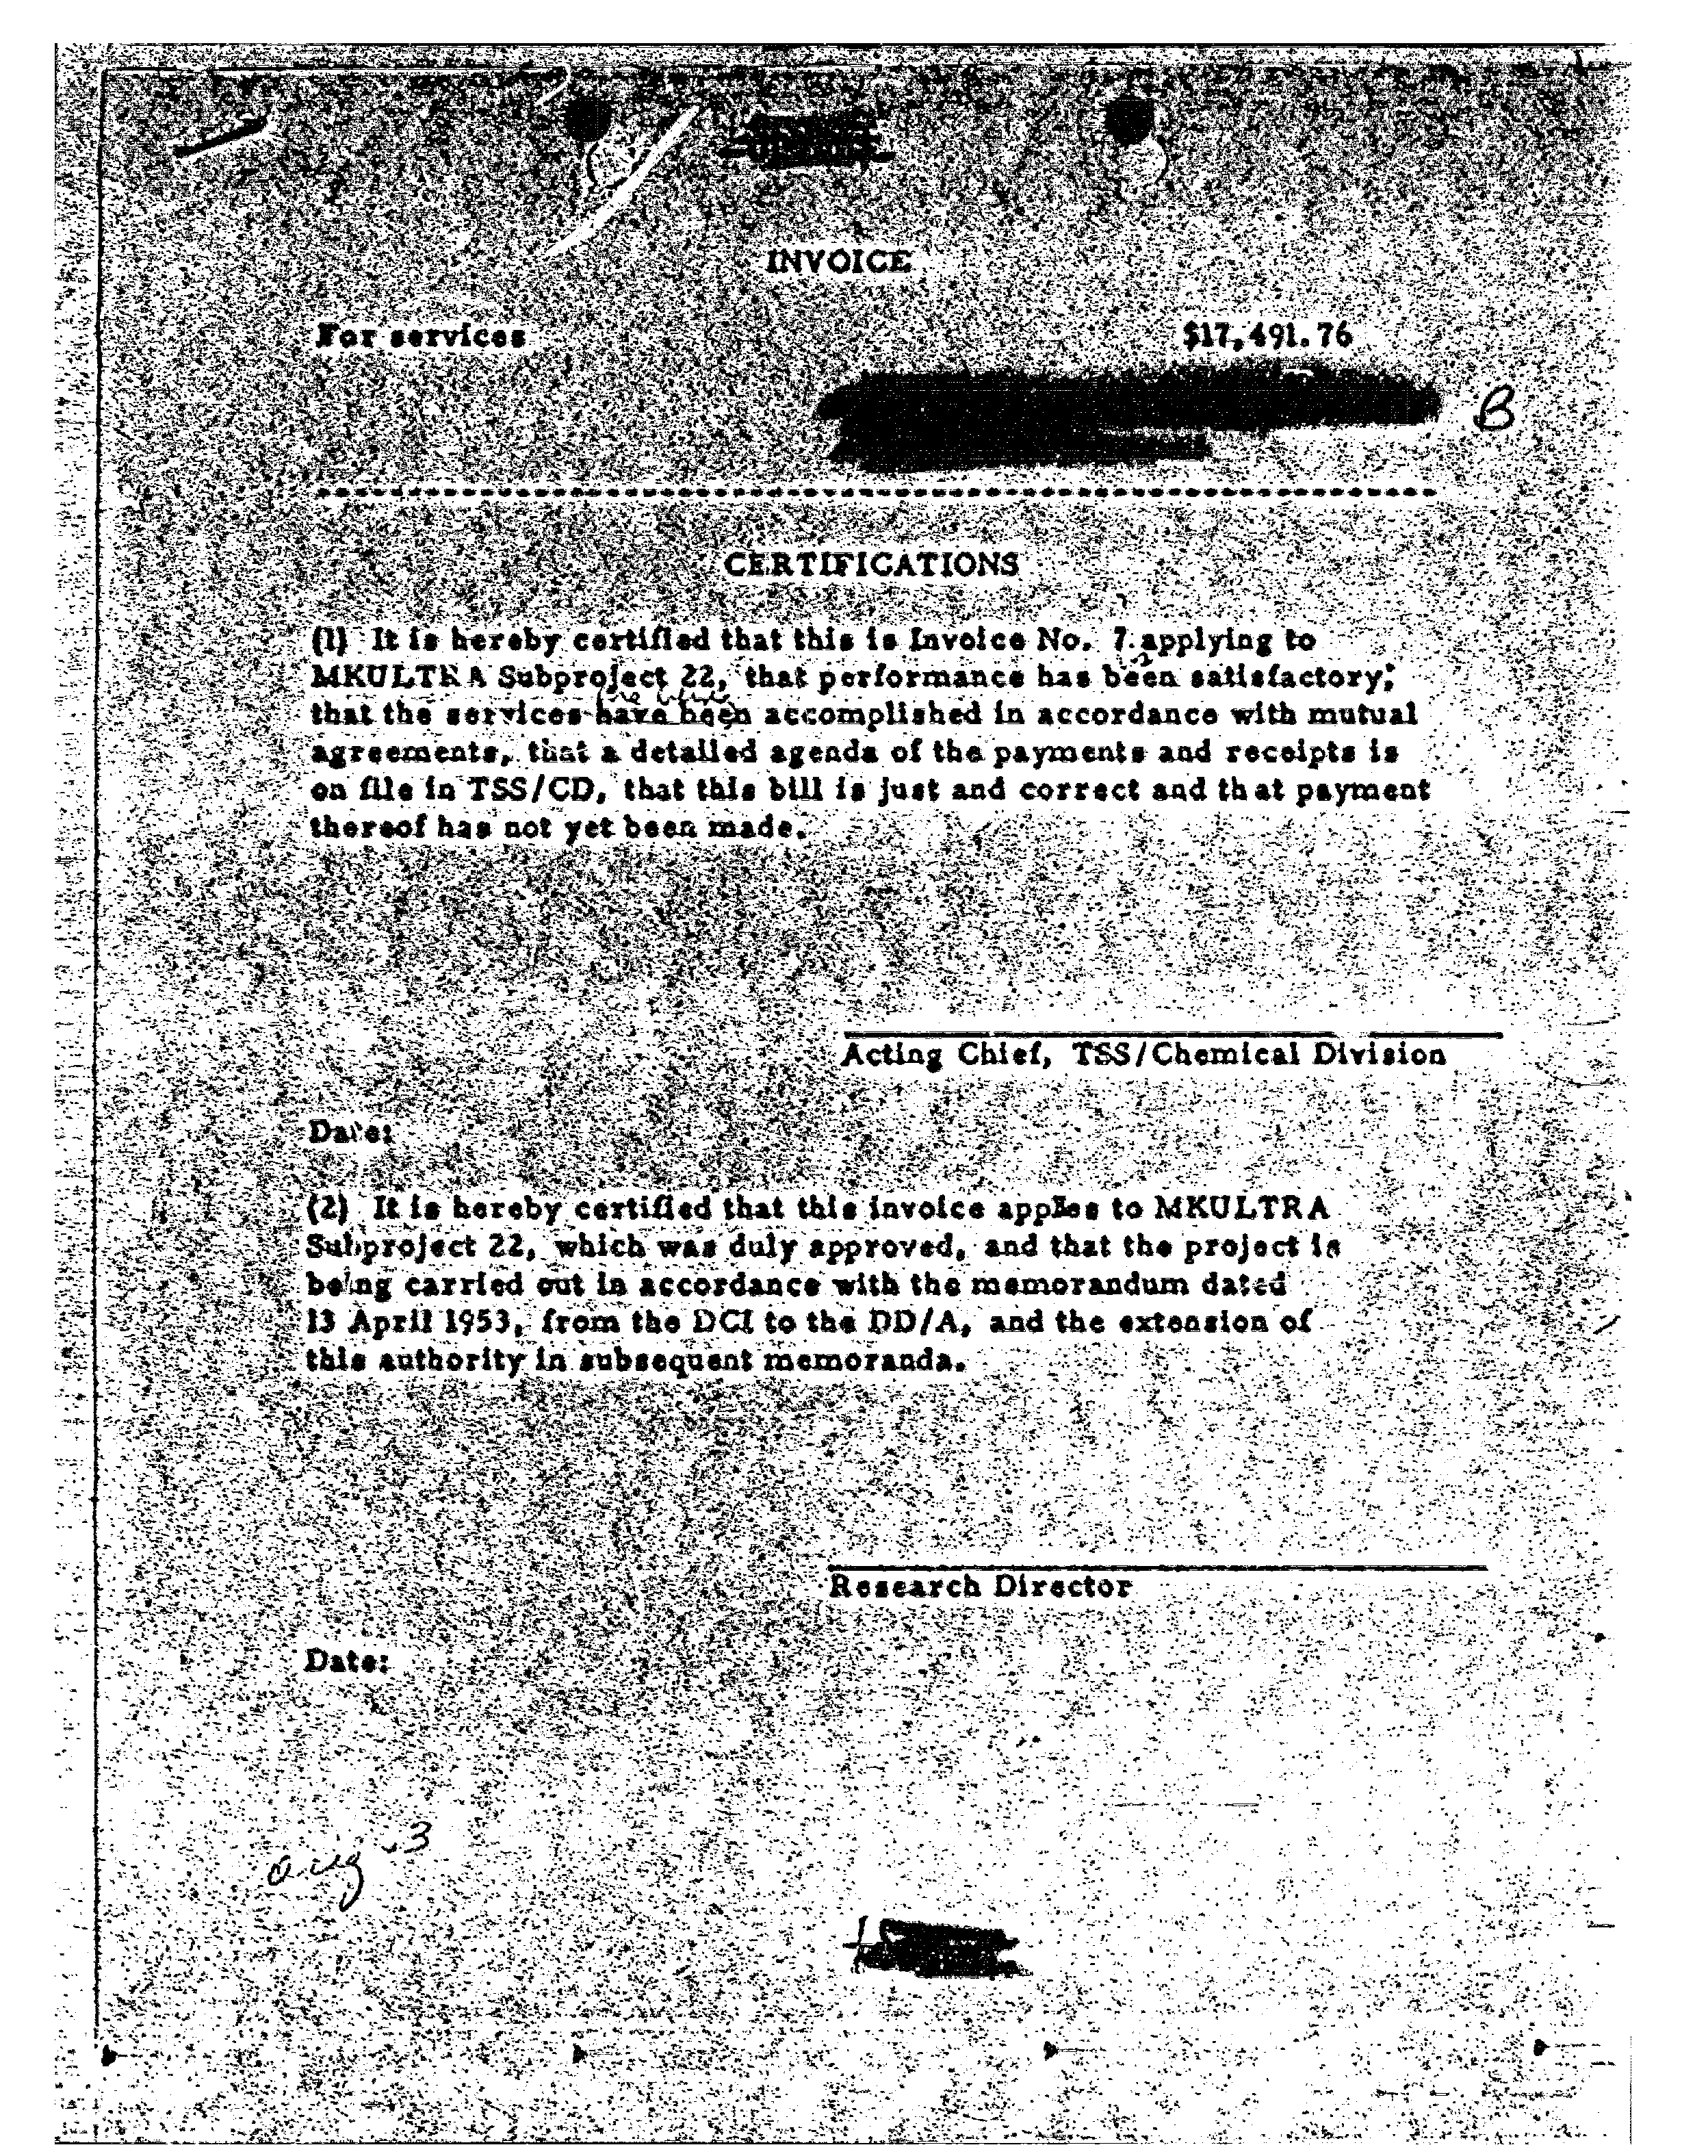 INVOICE
For services $17,491.76
B
CERTIFICATIONS
(1) It is hereby certified that this is Invoice No. 7 applying to
MKULTRA Subproject 22, that performance has been satisfactory,
that the services have been accomplished in accordance with mutual
agreements, that a detailed agenda of the payments and receipts is
on file in TSS/CD, that this bill is just and correct and that payment
thereof has not yet been made.
Acting Chief, TSS/Chemical Division
Date:
(2) It is hereby certified that this invoice applies to MKULTRA
Subproject 22, which was duly approved, and that the project is
being carried out in accordance with the memorandum dated
13 April 1953, from the DCI to the DD/A, and the extension of
this authority in subsequent memoranda.
Research Director
Date:
aug 3